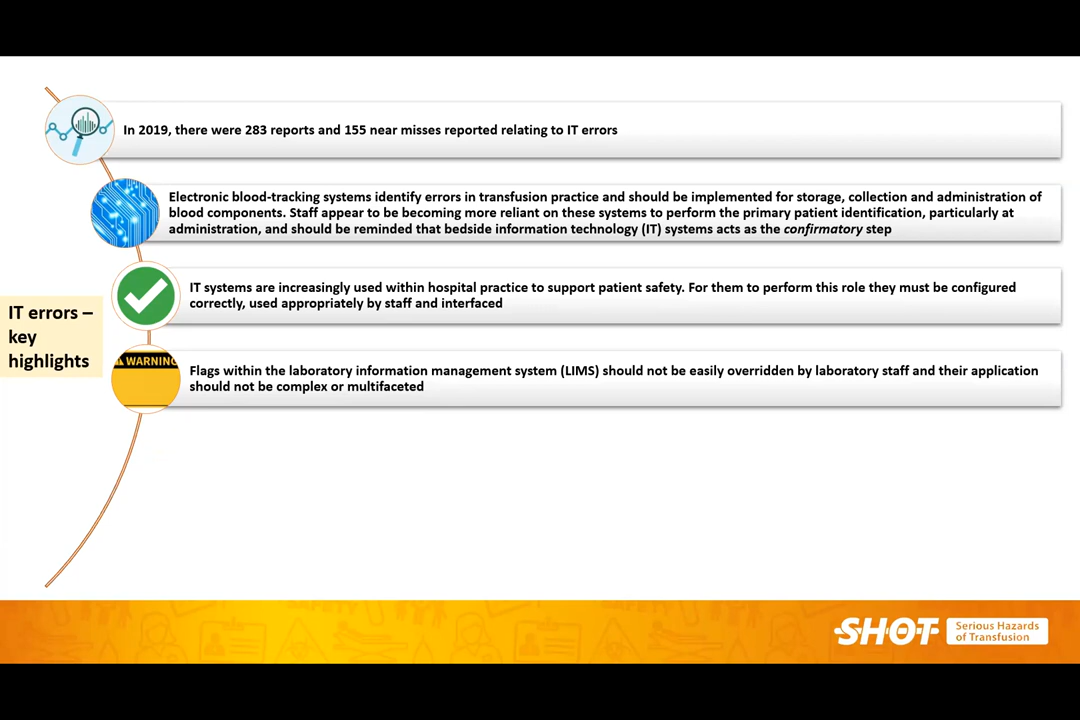 In 2019, there were 283 reports and 155 near misses reported relating to IT errors
Electronic blood-tracking systems identify errors in transfusion practice and should be implemented for storage, collection and administration of
blood components. Staff appear to be becoming more reliant on these systems to perform the primary patient identification, particularly at
administration, and should be reminded that bedside information technology (IT) systems acts as the confirmatory step
IT systems are increasingly used within hospital practice to support patient safety. For them to perform this role they must be configured
correctly, used appropriately by staff and interfaced
IT errors –
key
highlights
WARNING
Flags within the laboratory information management system (LIMS) should not be easily overridden by laboratory staff and their application
should not be complex or multifaceted
SHOT
Serious Hazards
of Transfusion